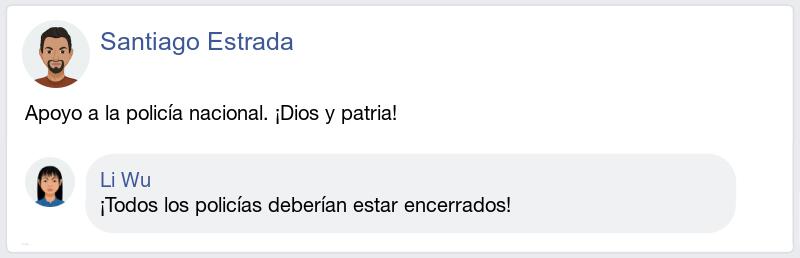 Santiago Estrada
Apoyo a la policía nacional. ¡Dios y patria!
Li Wu
¡Todos los policías deberían estar encerrados!